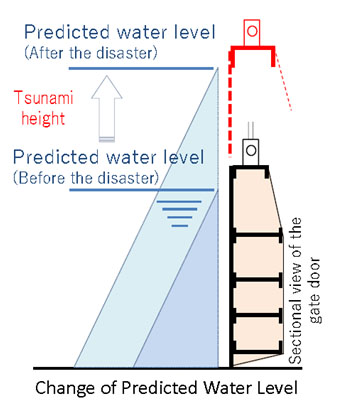 Predicted water level
(After the disaster)
Tsunami
height
Predicted water level
(Before the disaster)
Sectional view of the
gate door
Change of Predicted Water Level